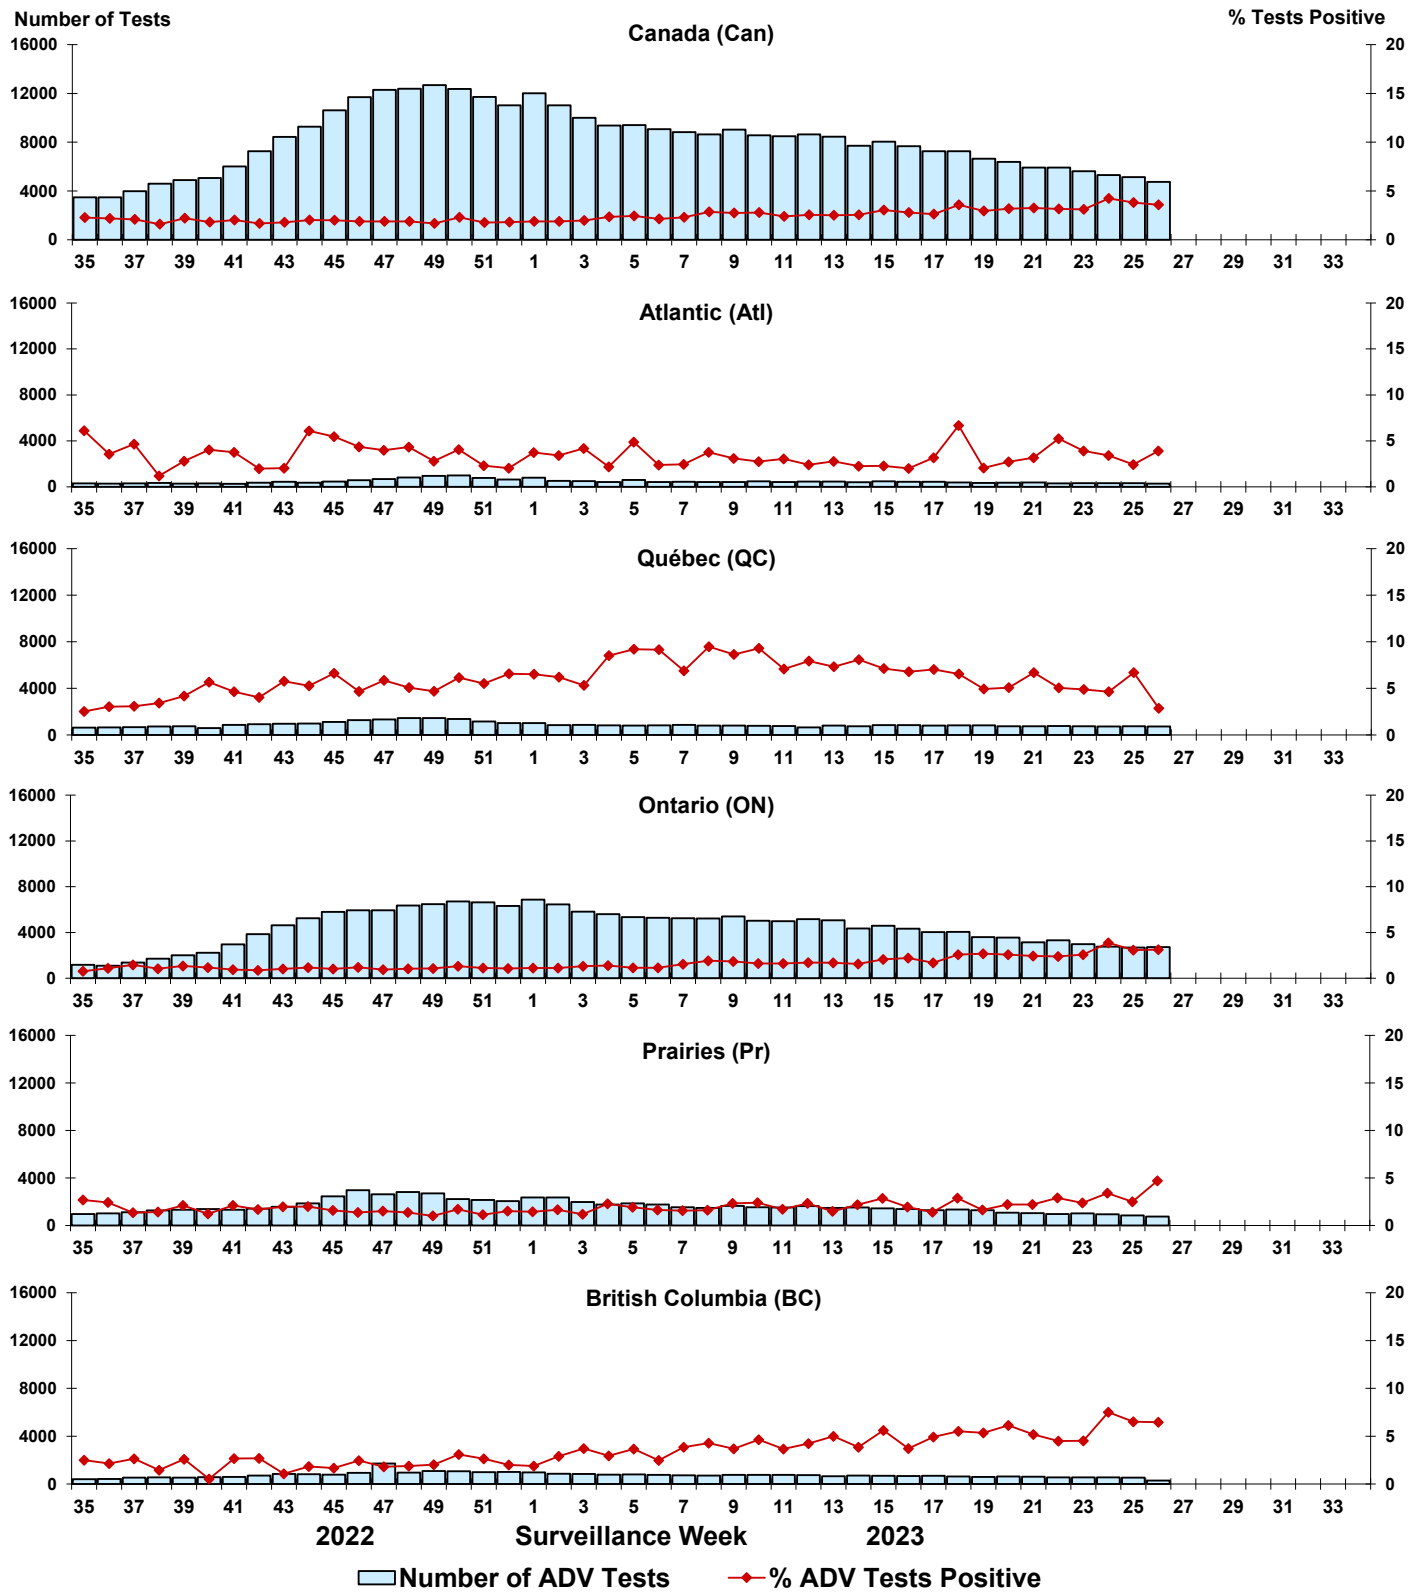 Number of Tests % Tests Positive
Canada (Can)
16000 20
12000 15
8000 10
4000 5
0 0
35 37 39 41 43 45 47 49 51 1 3 5 7 9 11 13 15 17 19 21 23 25 27 29 31 33
Atlantic (Atl)
16000 20
12000 15
8000 10
4000 5
0 0
35 37 39 41 43 45 47 49 51 1 3 5 7 9 11 13 15 17 19 21 23 25 27 29 31 33
Québec (QC)
16000 20
12000 15
8000 10
4000 5
0 0
35 37 39 41 43 45 47 49 51 1 3 5 7 9 11 13 15 17 19 21 23 25 27 29 31 33
Ontario (ON)
16000 20
12000 15
8000 10
4000 5
0 0
35 37 39 41 43 45 47 49 51 1 3 5 7 9 11 13 15 17 19 21 23 25 27 29 31 33
Prairies (Pr)
16000 20
12000 15
8000 10
4000 5
0 0
35 37 39 41 43 45 47 49 51 1 3 5 7 9 11 13 15 17 19 21 23 25 27 29 31 33
British Columbia (BC)
16000 20
12000 15
8000 10
4000 5
0 0
35 37 39 41 43 45 47 49 51 1 3 5 7 9 11 13 15 17 19 21 23 25 27 29 31 33
2022 Surveillance Week 2023
Number of ADV Tests % ADV Tests Positive